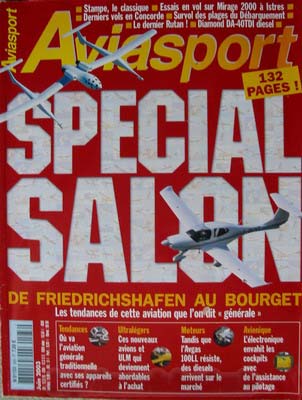 Stampe, le classique • Essais en vol sur Mirage 2000 à Istres
Derniers vols en Concorde • Survol des plages du Débarquement
• Le dernier Rutan ! • Diamond DA-40TDI diesel •
Aviasport
Aviasport
132
PAGES !
SPECIAL
SALON
DE FRIEDRICHSHAFEN AU BOURGET
Les tendances de cette aviation que l'on dit « générale »
Tendances
Où va
l'aviation
générale
traditionnelle
avec ses appareils
certifiés ?
Ultralégers
Ces nouveaux
avions et
ULM qui
deviennent
abordables
à l'achat
Moteurs
Tandis que
l'Avgas
100LL résiste,
des diesels
arrivent sur le
marché
Avionique
L'électronique
envahit les
cockpits
avec
de l'assistance
au pilotage
Juin 2003